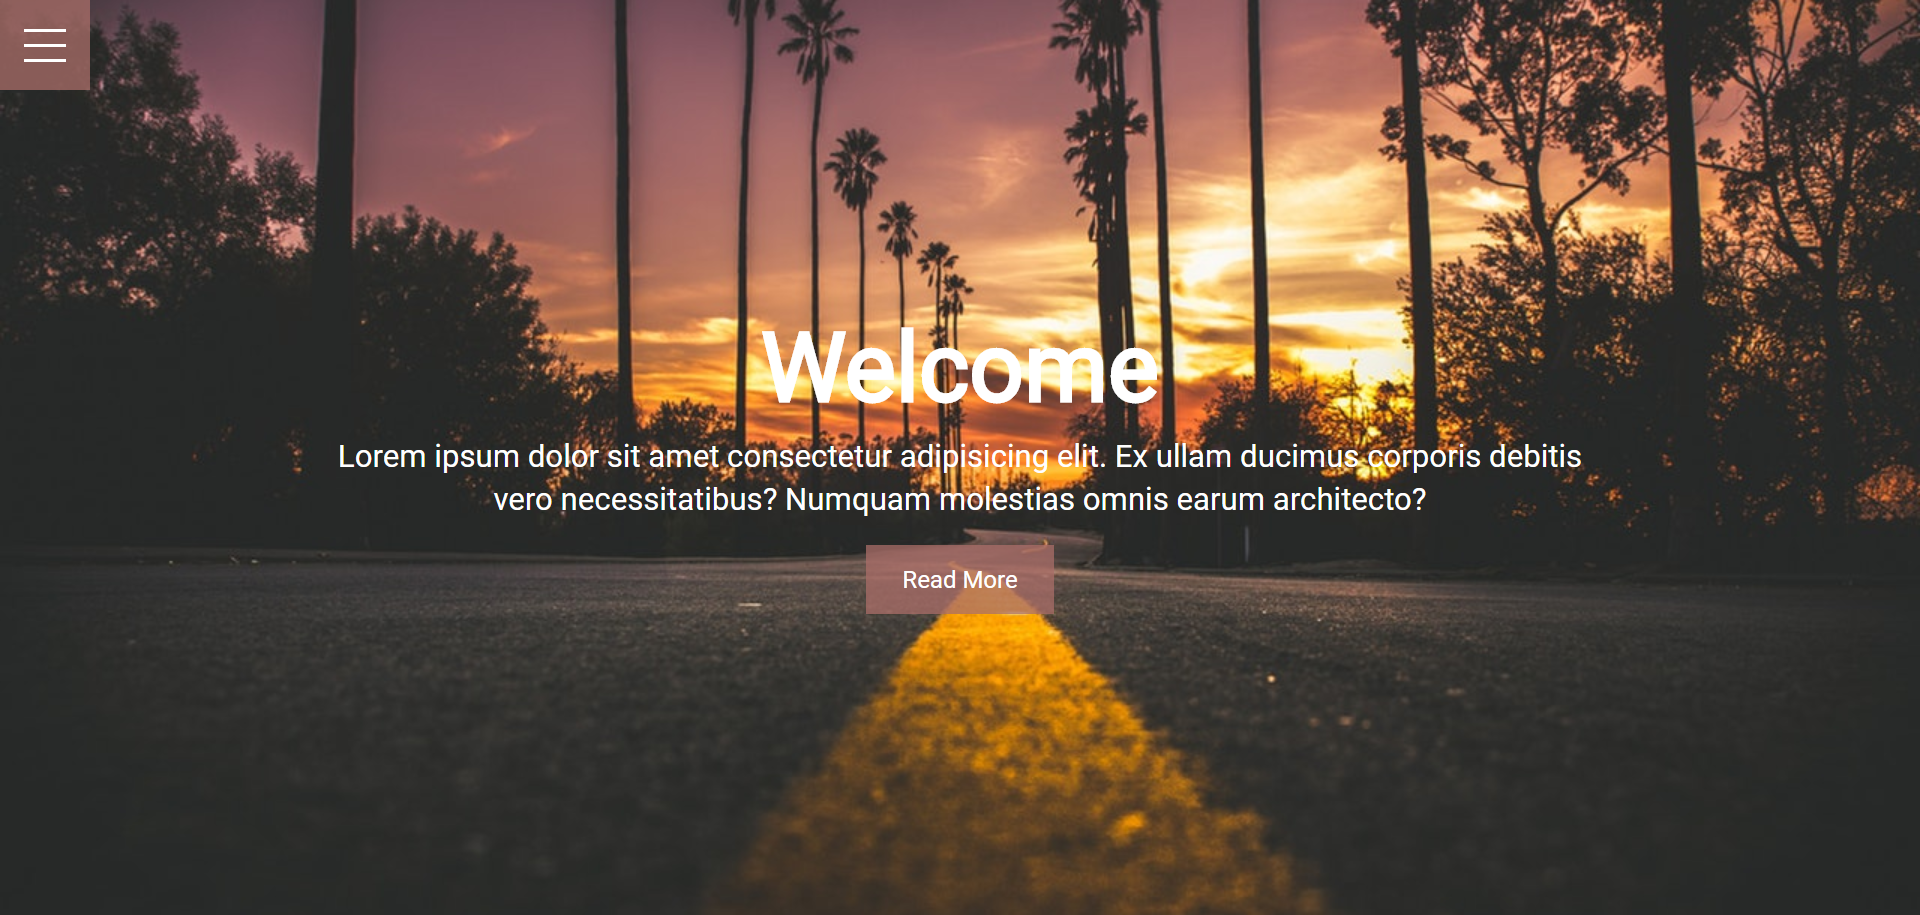 Welcome
Lorem ipsum dolor sit amet consectetur adipisicing elit. Ex ullam ducimus corporis debitis
vero necessitatibus? Numquam molestias omnis earum architecto?
Read More